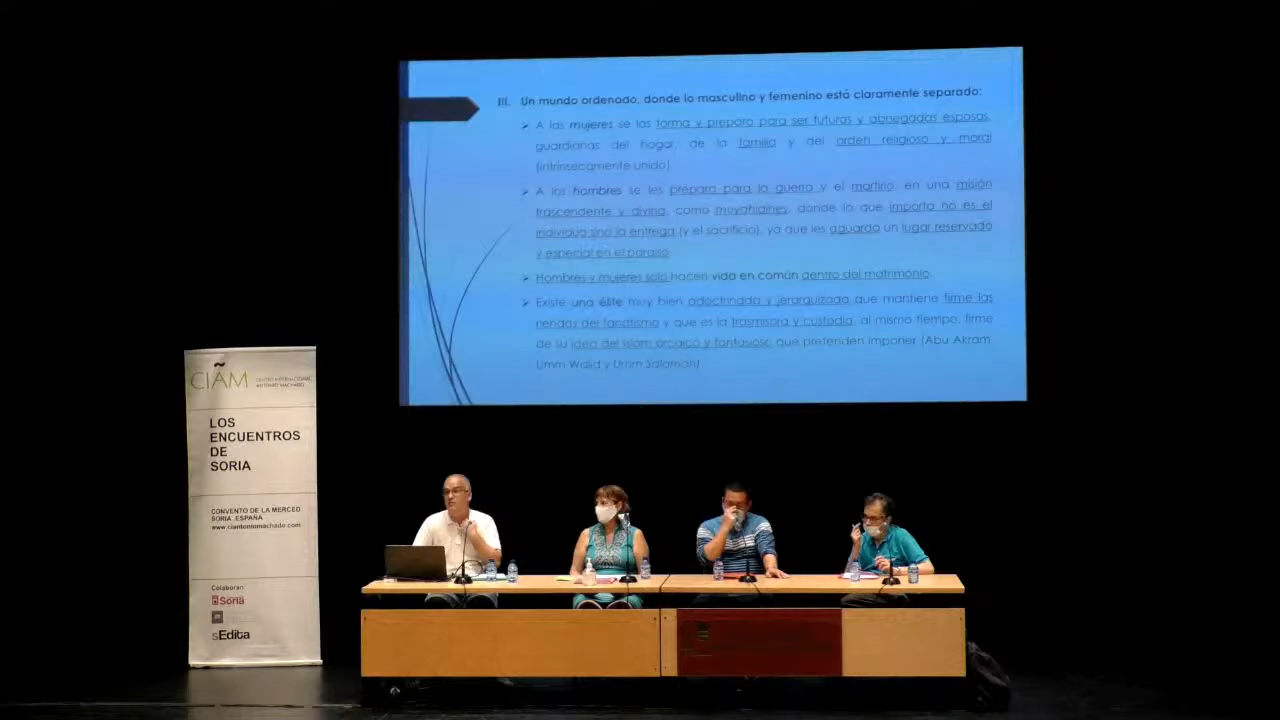 III. Un mundo ordenado, donde lo masculino y femenino está claramente separado:
➢ A las mujeres se las forma y prepara para ser futuras y abnegadas esposas,
guardianas del hogar, de la familia y del orden religioso y moral
(intrínsecamente unido).
➢ A los hombres se les prepara para la guerra y el martirio, en una misión
trascendente y divina, como muyahidines, donde lo que importa no es el
individuo sino la entrega (y el sacrificio), ya que les aguarda un lugar reservado
y especial en el paraíso.
➢ Hombres y mujeres solo hacen vida en común dentro del matrimonio.
➢ Existe una élite muy bien adoctrinada y jerarquizada que mantiene firme las
riendas del fanatismo y que es la trasmisora y custodia, al mismo tiempo, firme
de su idea del Islam arcaico y fantasioso que pretenden imponer (Abu Akram
Umm Walid y Umm Salamah)
CIÃM CENTRO INTERNACIONAL
ANTONIO MACHADO
LOS
ENCUENTROS
DE
SORIA
CONVENTO DE LA MERCED
SORIA ESPAÑA
www.ciantoniomachado.com
Colaboran:
Soria
sEdita